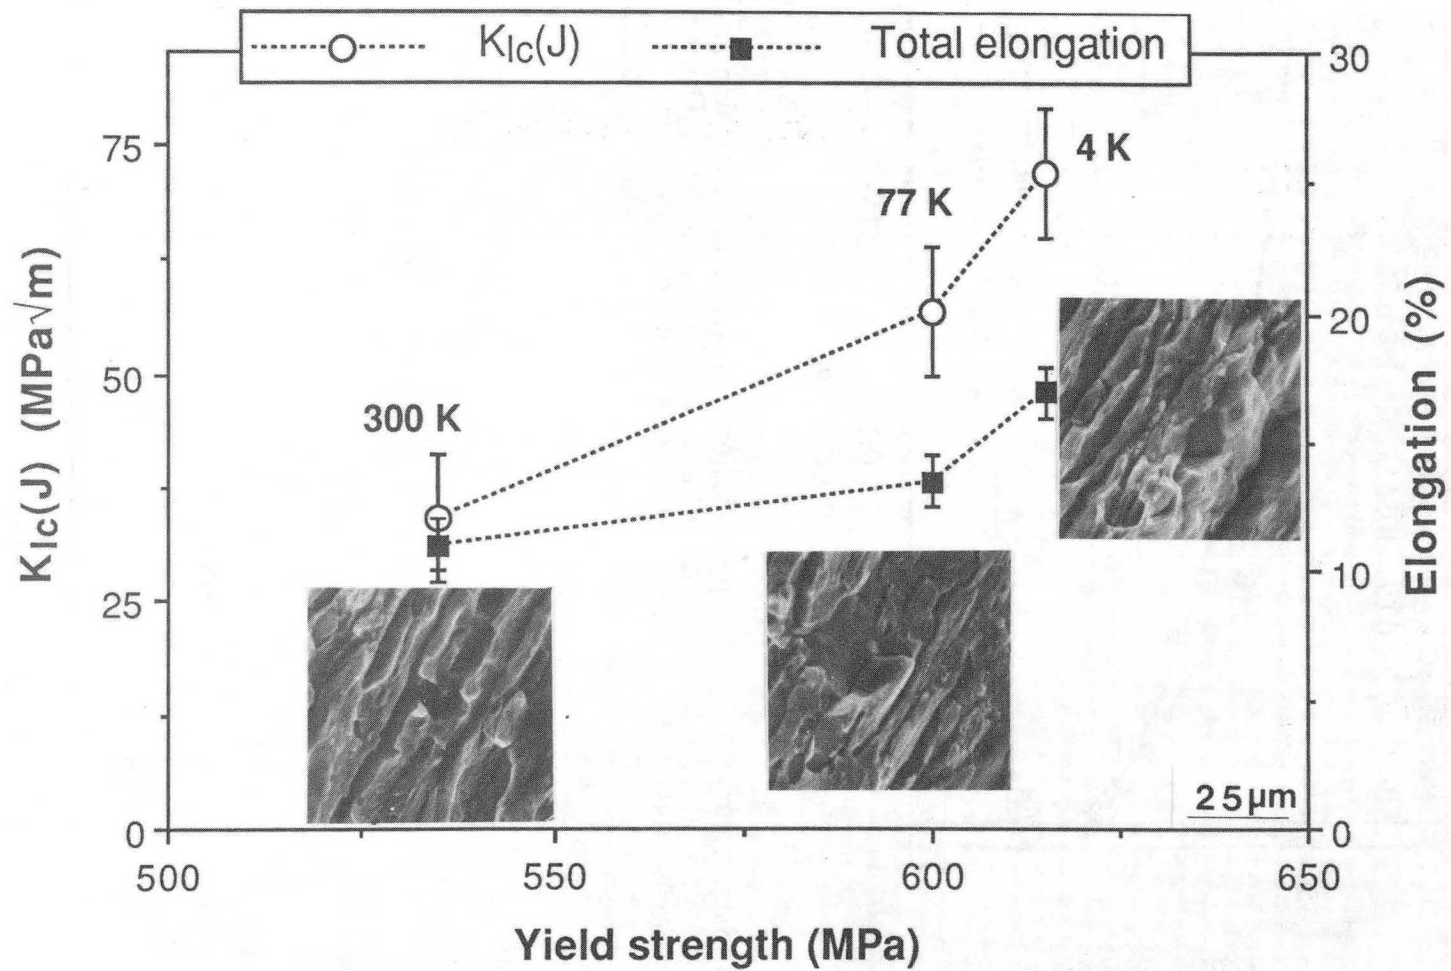 K_Ic(J) Total elongation
30
75
4 K
77 K
20
50
300 K
10
25
25µm
0 0
500 550 600 650
K_Ic(J) (MPa√m)
Elongation (%)
Yield strength (MPa)